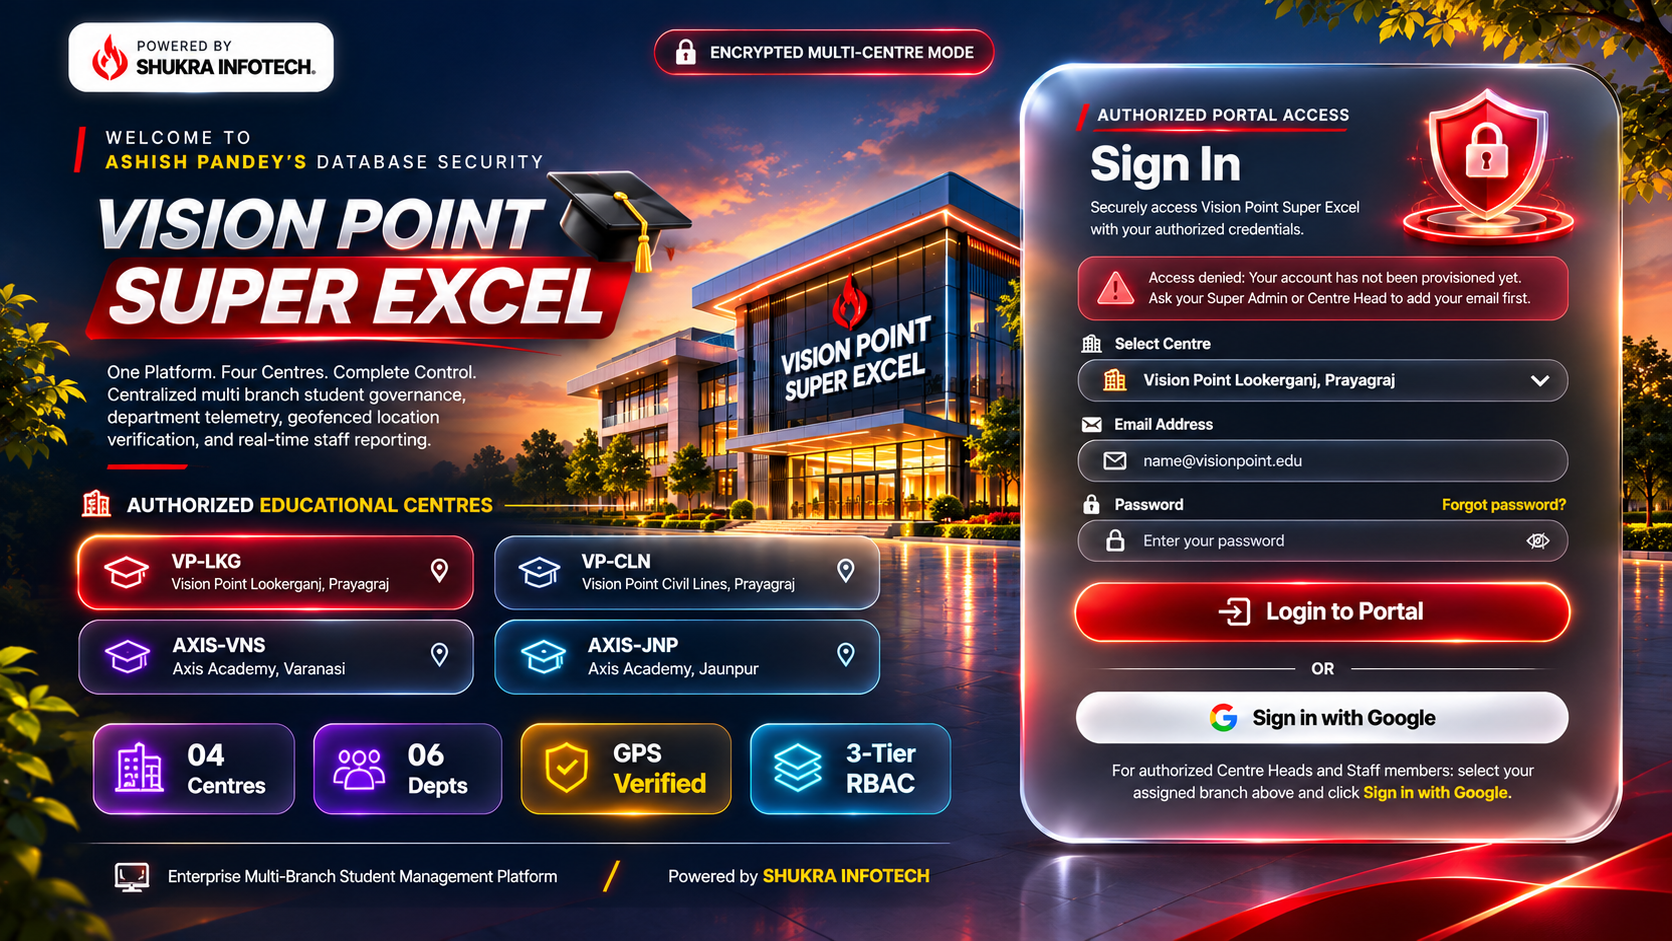 POWERED BY
SHUKRA INFOTECH.
ENCRYPTED MULTI-CENTRE MODE
WELCOME TO
ASHISH PANDEY'S DATABASE SECURITY
VISION POINT
SUPER EXCEL
One Platform. Four Centres. Complete Control.
Centralized multi branch student governance,
department telemetry, geofenced location
verification, and real-time staff reporting.
VISION POINT
SUPER EXCEL
AUTHORIZED EDUCATIONAL CENTRES
VP-LKG
Vision Point Lookerganj, Prayagraj
VP-CLN
Vision Point Civil Lines, Prayagraj
AXIS-VNS
Axis Academy, Varanasi
AXIS-JNP
Axis Academy, Jaunpur
04
Centres
06
Depts
GPS
Verified
3-Tier
RBAC
Enterprise Multi-Branch Student Management Platform
Powered by SHUKRA INFOTECH
AUTHORIZED PORTAL ACCESS
Sign In
Securely access Vision Point Super Excel
with your authorized credentials.
Access denied: Your account has not been provisioned yet.
Ask your Super Admin or Centre Head to add your email first.
Select Centre
Vision Point Lookerganj, Prayagraj
Email Address
name@visionpoint.edu
Password
Forgot password?
Enter your password
Login to Portal
OR
Sign in with Google
For authorized Centre Heads and Staff members: select your
assigned branch above and click Sign in with Google.